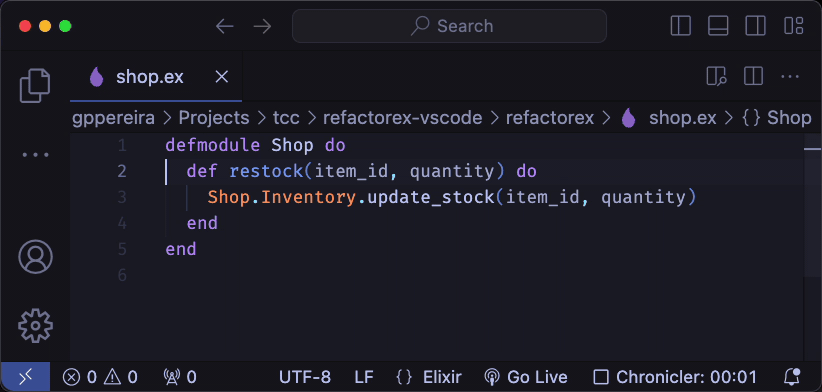 Search
shop.ex
gppereira > Projects > tcc > refactorex-vscode > refactorex > shop.ex > {} Shop
1 defmodule Shop do
2   def restock(item_id, quantity) do
3     Shop.Inventory.update_stock(item_id, quantity)
4   end
5 end
6
0 0 0 UTF-8 LF {} Elixir Go Live Chronicler: 00:01